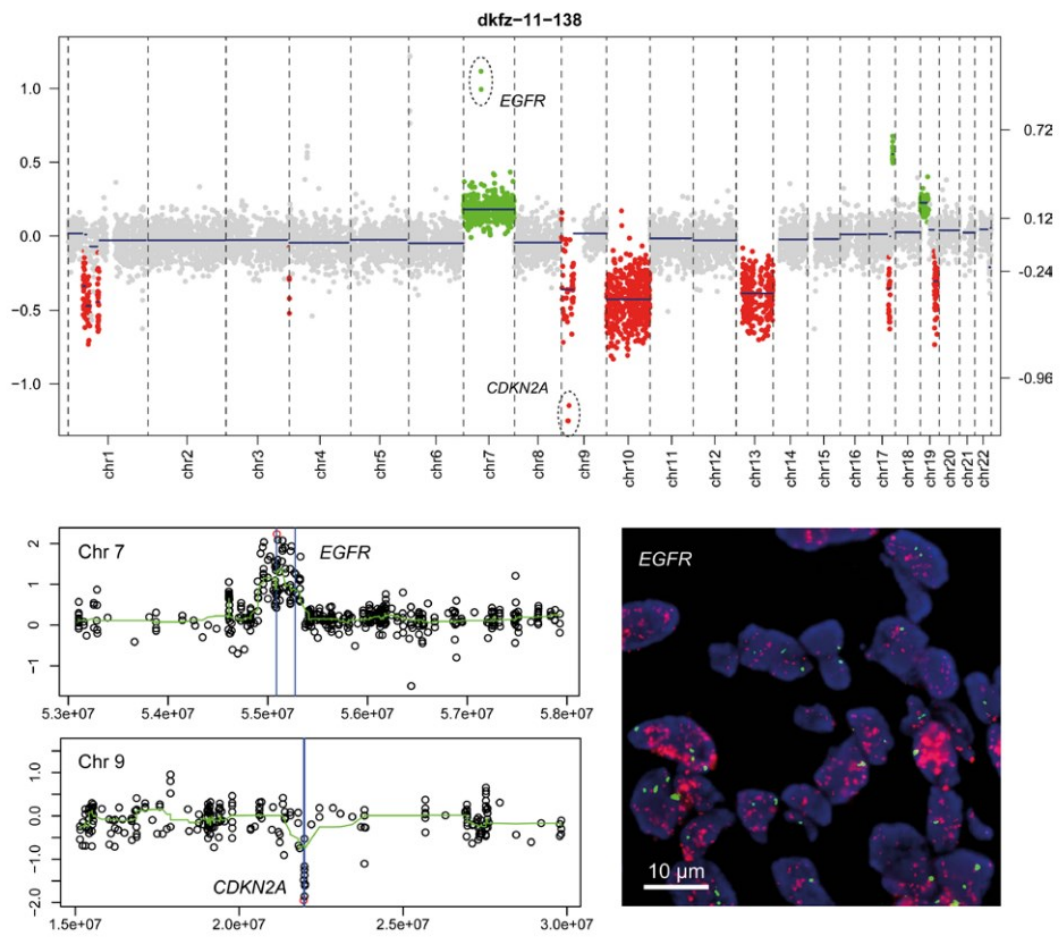 dkfz-11-138
1.0
0.5
0.0
−0.5
−1.0
0.72
0.12
-0.24
-0.96
EGFR
CDKN2A
chr1
chr2
chr3
chr4
chr5
chr6
chr7
chr8
chr9
chr10
chr11
chr12
chr13
chr14
chr15
chr16
chr17
chr18
chr19
chr20
chr21
chr22
Chr 7
EGFR
2
1
0
−1
5.3e+07
5.4e+07
5.5e+07
5.6e+07
5.7e+07
5.8e+07
Chr 9
CDKN2A
1.0
0.0
−1.0
−2.0
1.5e+07
2.0e+07
2.5e+07
3.0e+07
EGFR
10 µm